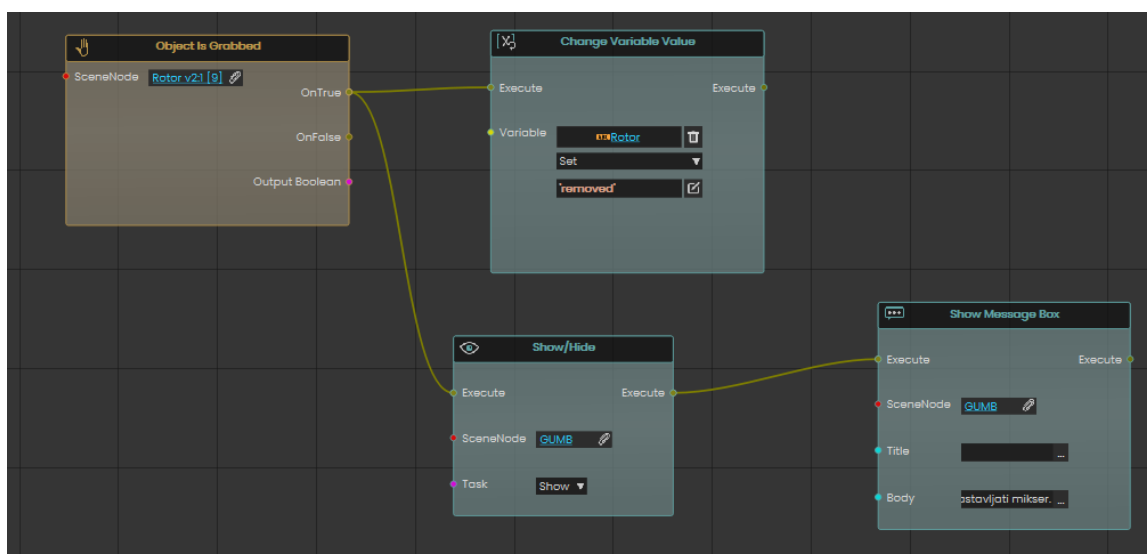 Object Is Grabbed
SceneNode Rotor v2:1 [9]
OnTrue
OnFalse
Output Boolean
Change Variable Value
Execute Execute
Variable Rotor
Set
"removed"
Show/Hide
Execute Execute
SceneNode GUMB
Task Show
Show Message Box
Execute Execute
SceneNode GUMB
Title ...
Body mikser. ...